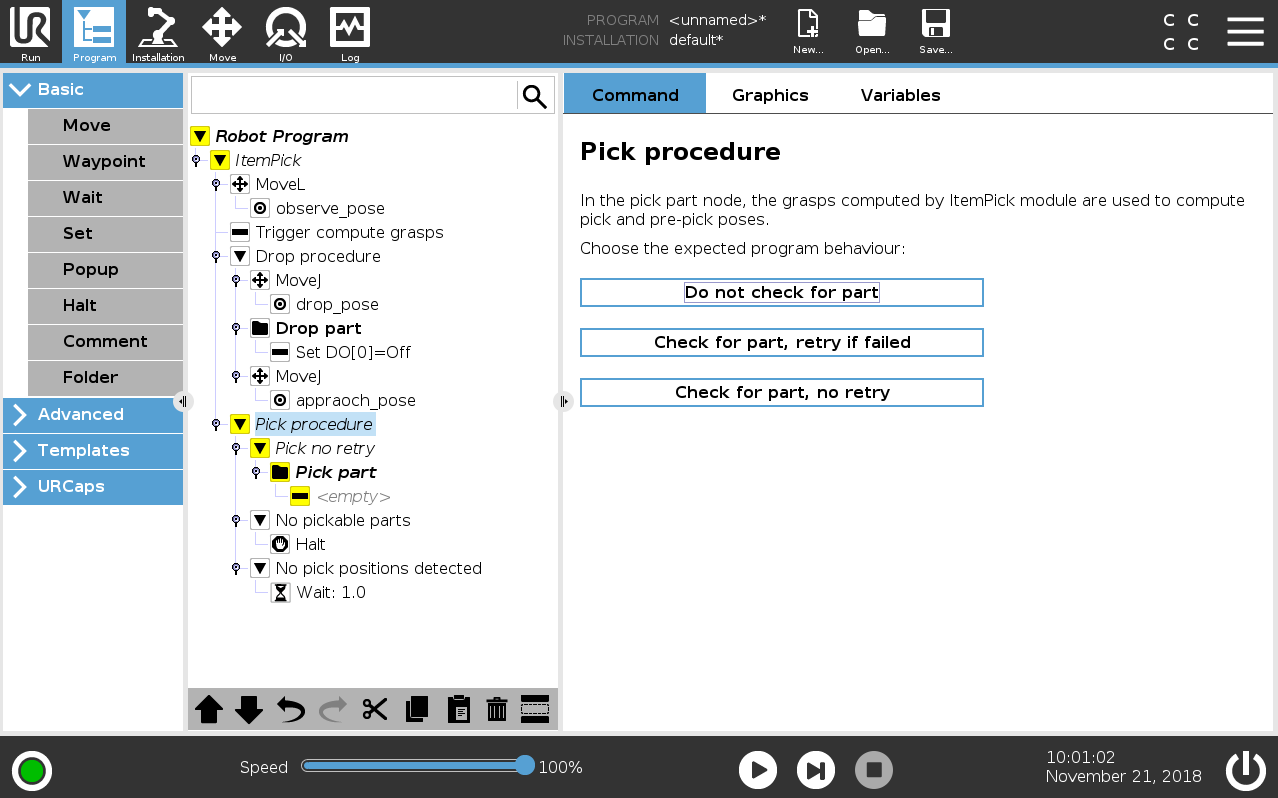 PROGRAM <unnamed>*
INSTALLATION default*
Run
Program
Installation
Move
I/O
Log
New...
Open...
Save...
C C
C C
Basic
Move
Waypoint
Wait
Set
Popup
Halt
Comment
Folder
Advanced
Templates
URCaps
Robot Program
ItemPick
MoveL
observe_pose
Trigger compute grasps
Drop procedure
MoveJ
drop_pose
Drop part
Set DO[0]=Off
MoveJ
appraoch_pose
Pick procedure
Pick no retry
Pick part
<empty>
No pickable parts
Halt
No pick positions detected
Wait: 1.0
Command Graphics Variables
Pick procedure
In the pick part node, the grasps computed by ItemPick module are used to compute
pick and pre-pick poses.
Choose the expected program behaviour:
Do not check for part
Check for part, retry if failed
Check for part, no retry
Speed 100%
10:01:02
November 21, 2018